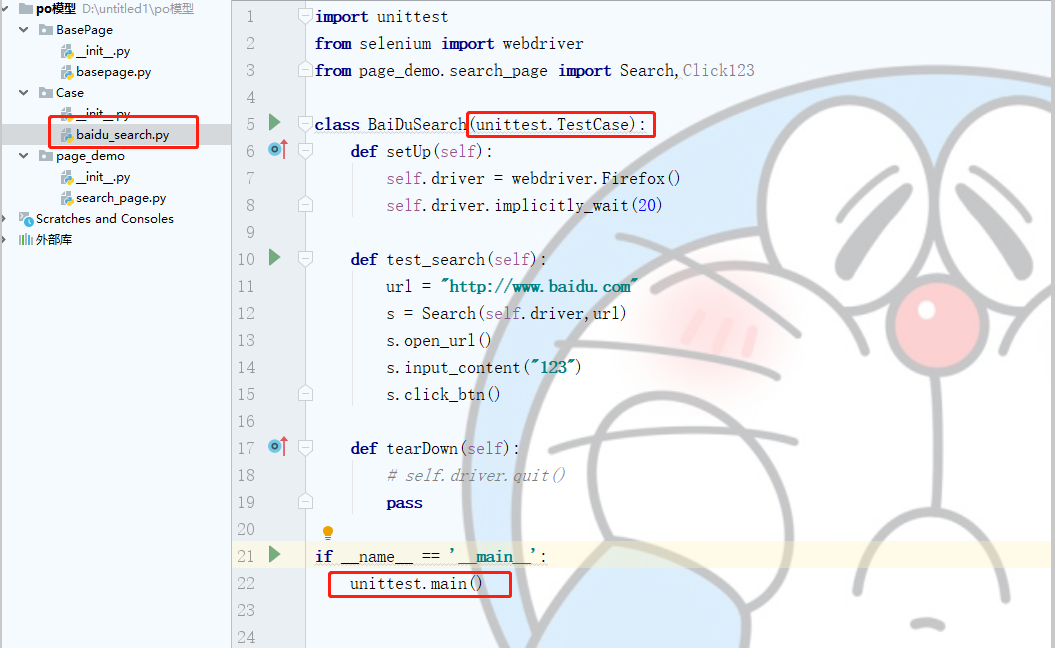 po模型 D:\untitled1\po模型
BasePage
__init__.py
basepage.py
Case
__init__.py
baidu_search.py
page_demo
__init__.py
search_page.py
Scratches and Consoles
外部库
1 import unittest
2 from selenium import webdriver
3 from page_demo.search_page import Search,Click123
4
5 class BaiDuSearch(unittest.TestCase):
6 def setUp(self):
7 self.driver = webdriver.Firefox()
8 self.driver.implicitly_wait(20)
9
10 def test_search(self):
11 url = "http://www.baidu.com"
12 s = Search(self.driver,url)
13 s.open_url()
14 s.input_content("123")
15 s.click_btn()
16
17 def tearDown(self):
18 # self.driver.quit()
19 pass
20
21 if __name__ == '__main__':
22 unittest.main()
23
24